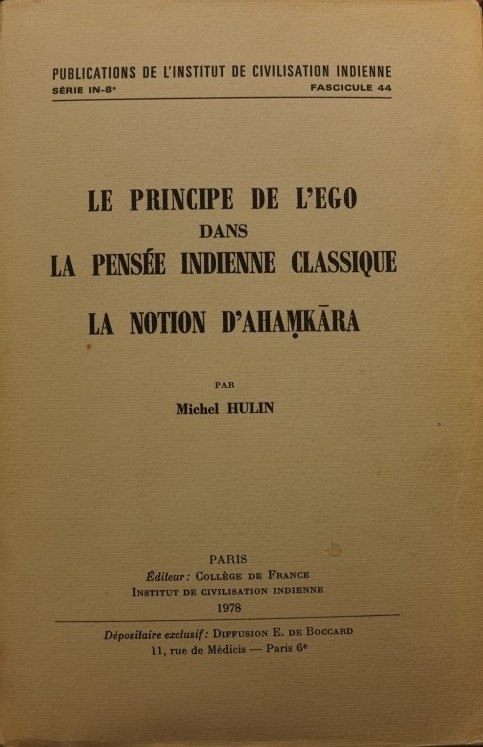 PUBLICATIONS DE L'INSTITUT DE CIVILISATION INDIENNE
SÉRIE IN-8° FASCICULE 44
LE PRINCIPE DE L'EGO
DANS
LA PENSÉE INDIENNE CLASSIQUE
LA NOTION D'AHAṂKĀRA
PAR
Michel HULIN
PARIS
Éditeur: COLLÈGE DE FRANCE
INSTITUT DE CIVILISATION INDIENNE
1978
Dépositaire exclusif: DIFFUSION E. DE BOCCARD
11, rue de Médicis — Paris 6e